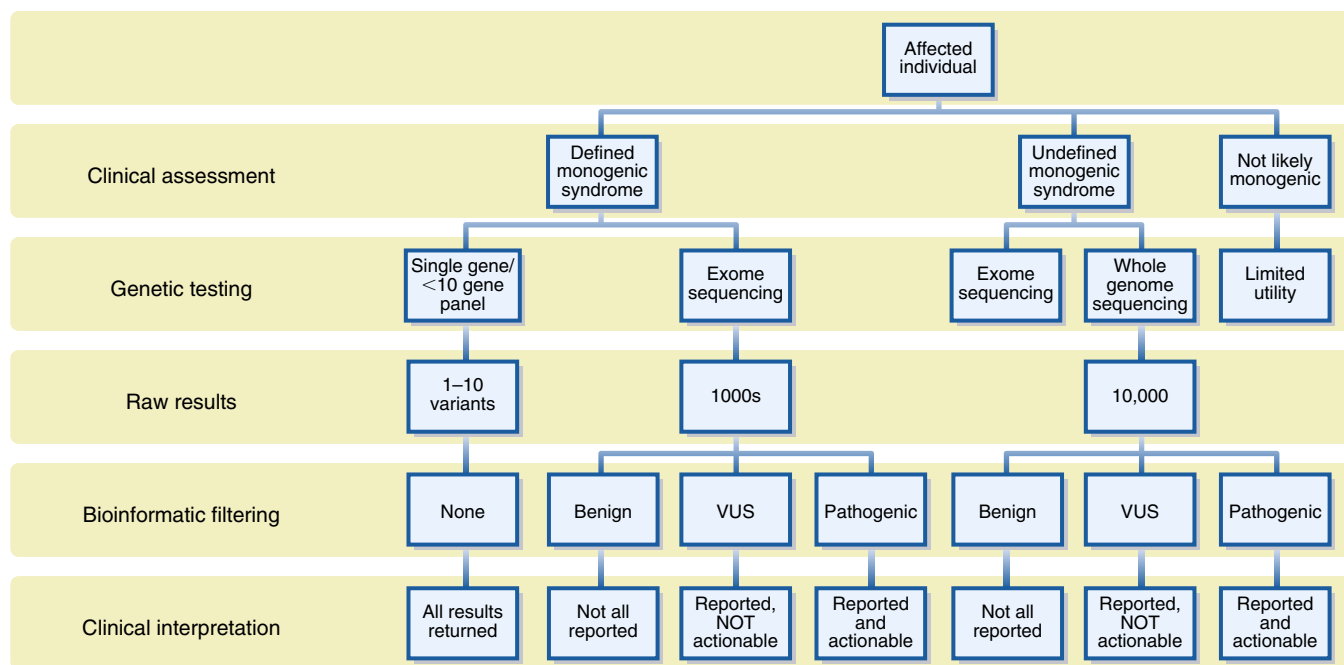 Affected
individual
Clinical assessment
Defined
monogenic
syndrome
Undefined
monogenic
syndrome
Not likely
monogenic
Genetic testing
Single gene/
<10 gene
panel
Exome
sequencing
Exome
sequencing
Whole
genome
sequencing
Limited
utility
Raw results
1–10
variants
1000s
10,000
Bioinformatic filtering
None
Benign
VUS
Pathogenic
Benign
VUS
Pathogenic
Clinical interpretation
All results
returned
Not all
reported
Reported,
NOT
actionable
Reported
and
actionable
Not all
reported
Reported,
NOT
actionable
Reported
and
actionable